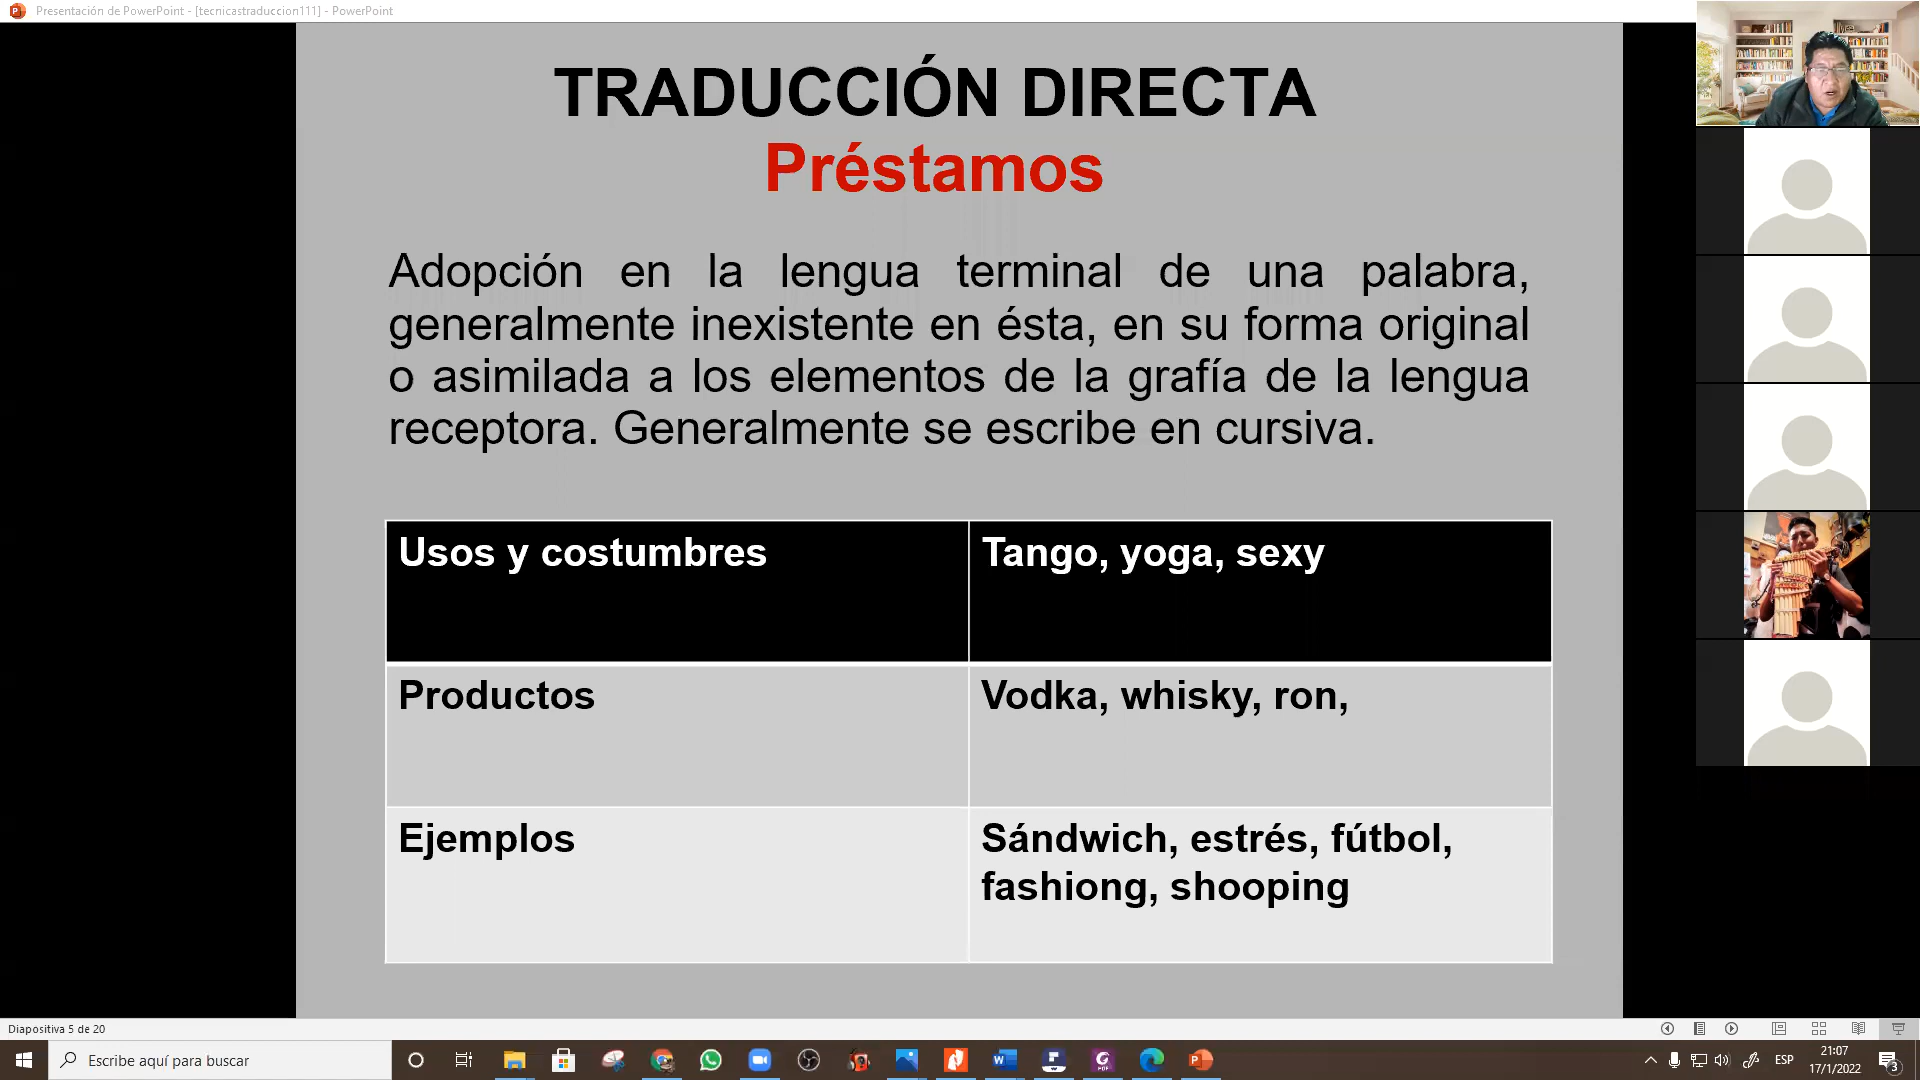 Presentación de PowerPoint - [tecnicastraduccion111] - PowerPoint
TRADUCCIÓN DIRECTA
Préstamos
Adopción en la lengua terminal de una palabra,
generalmente inexistente en ésta, en su forma original
o asimilada a los elementos de la grafía de la lengua
receptora. Generalmente se escribe en cursiva.
Usos y costumbres
Tango, yoga, sexy
Productos
Vodka, whisky, ron,
Ejemplos
Sándwich, estrés, fútbol,
fashiong, shooping
Diapositiva 5 de 20
Escribe aquí para buscar
ESP
21:07
17/1/2022
3